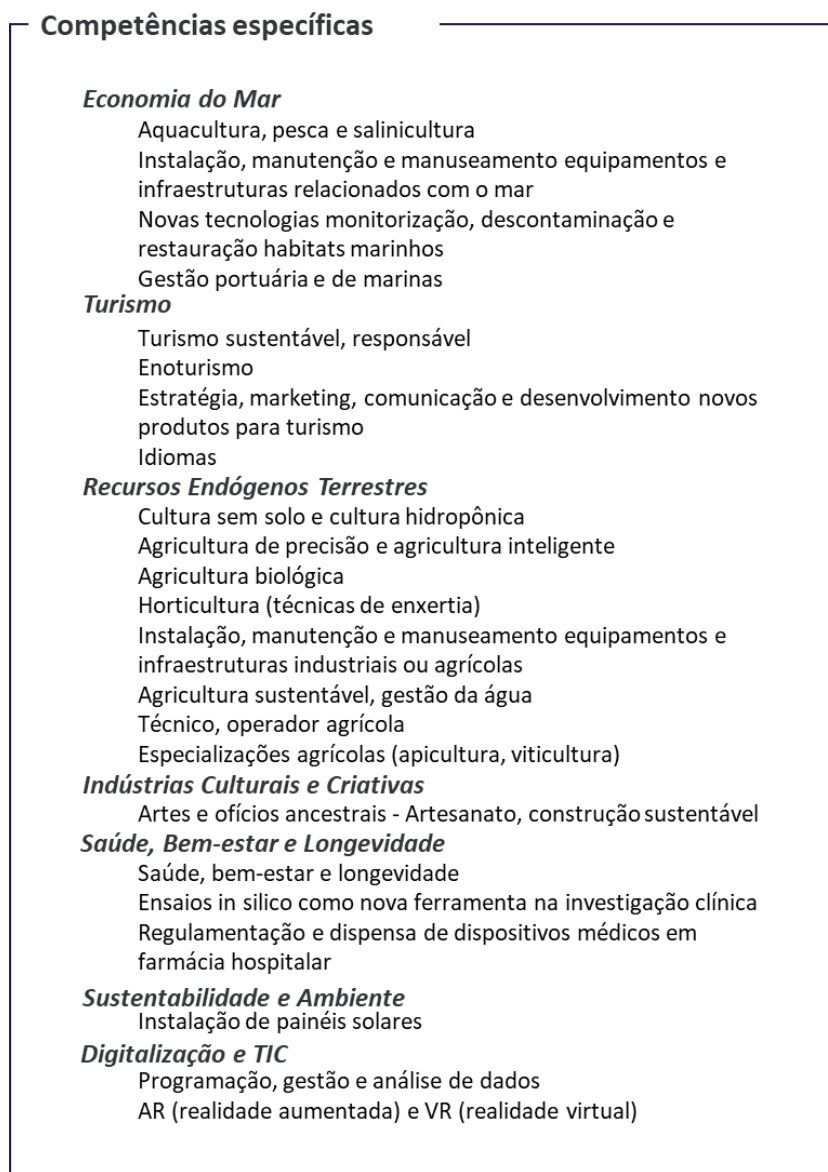 Competências específicas
Economia do Mar
Aquacultura, pesca e salinicultura
Instalação, manutenção e manuseamento equipamentos e
infraestruturas relacionados com o mar
Novas tecnologias monitorização, descontaminação e
restauração habitats marinhos
Gestão portuária e de marinas
Turismo
Turismo sustentável, responsável
Enoturismo
Estratégia, marketing, comunicação e desenvolvimento novos
produtos para turismo
Idiomas
Recursos Endógenos Terrestres
Cultura sem solo e cultura hidropônica
Agricultura de precisão e agricultura inteligente
Agricultura biológica
Horticultura (técnicas de enxertia)
Instalação, manutenção e manuseamento equipamentos e
infraestruturas industriais ou agrícolas
Agricultura sustentável, gestão da água
Técnico, operador agrícola
Especializações agrícolas (apicultura, viticultura)
Indústrias Culturais e Criativas
Artes e ofícios ancestrais - Artesanato, construção sustentável
Saúde, Bem-estar e Longevidade
Saúde, bem-estar e longevidade
Ensaios in silico como nova ferramenta na investigação clínica
Regulamentação e dispensa de dispositivos médicos em
farmácia hospitalar
Sustentabilidade e Ambiente
Instalação de painéis solares
Digitalização e TIC
Programação, gestão e análise de dados
AR (realidade aumentada) e VR (realidade virtual)